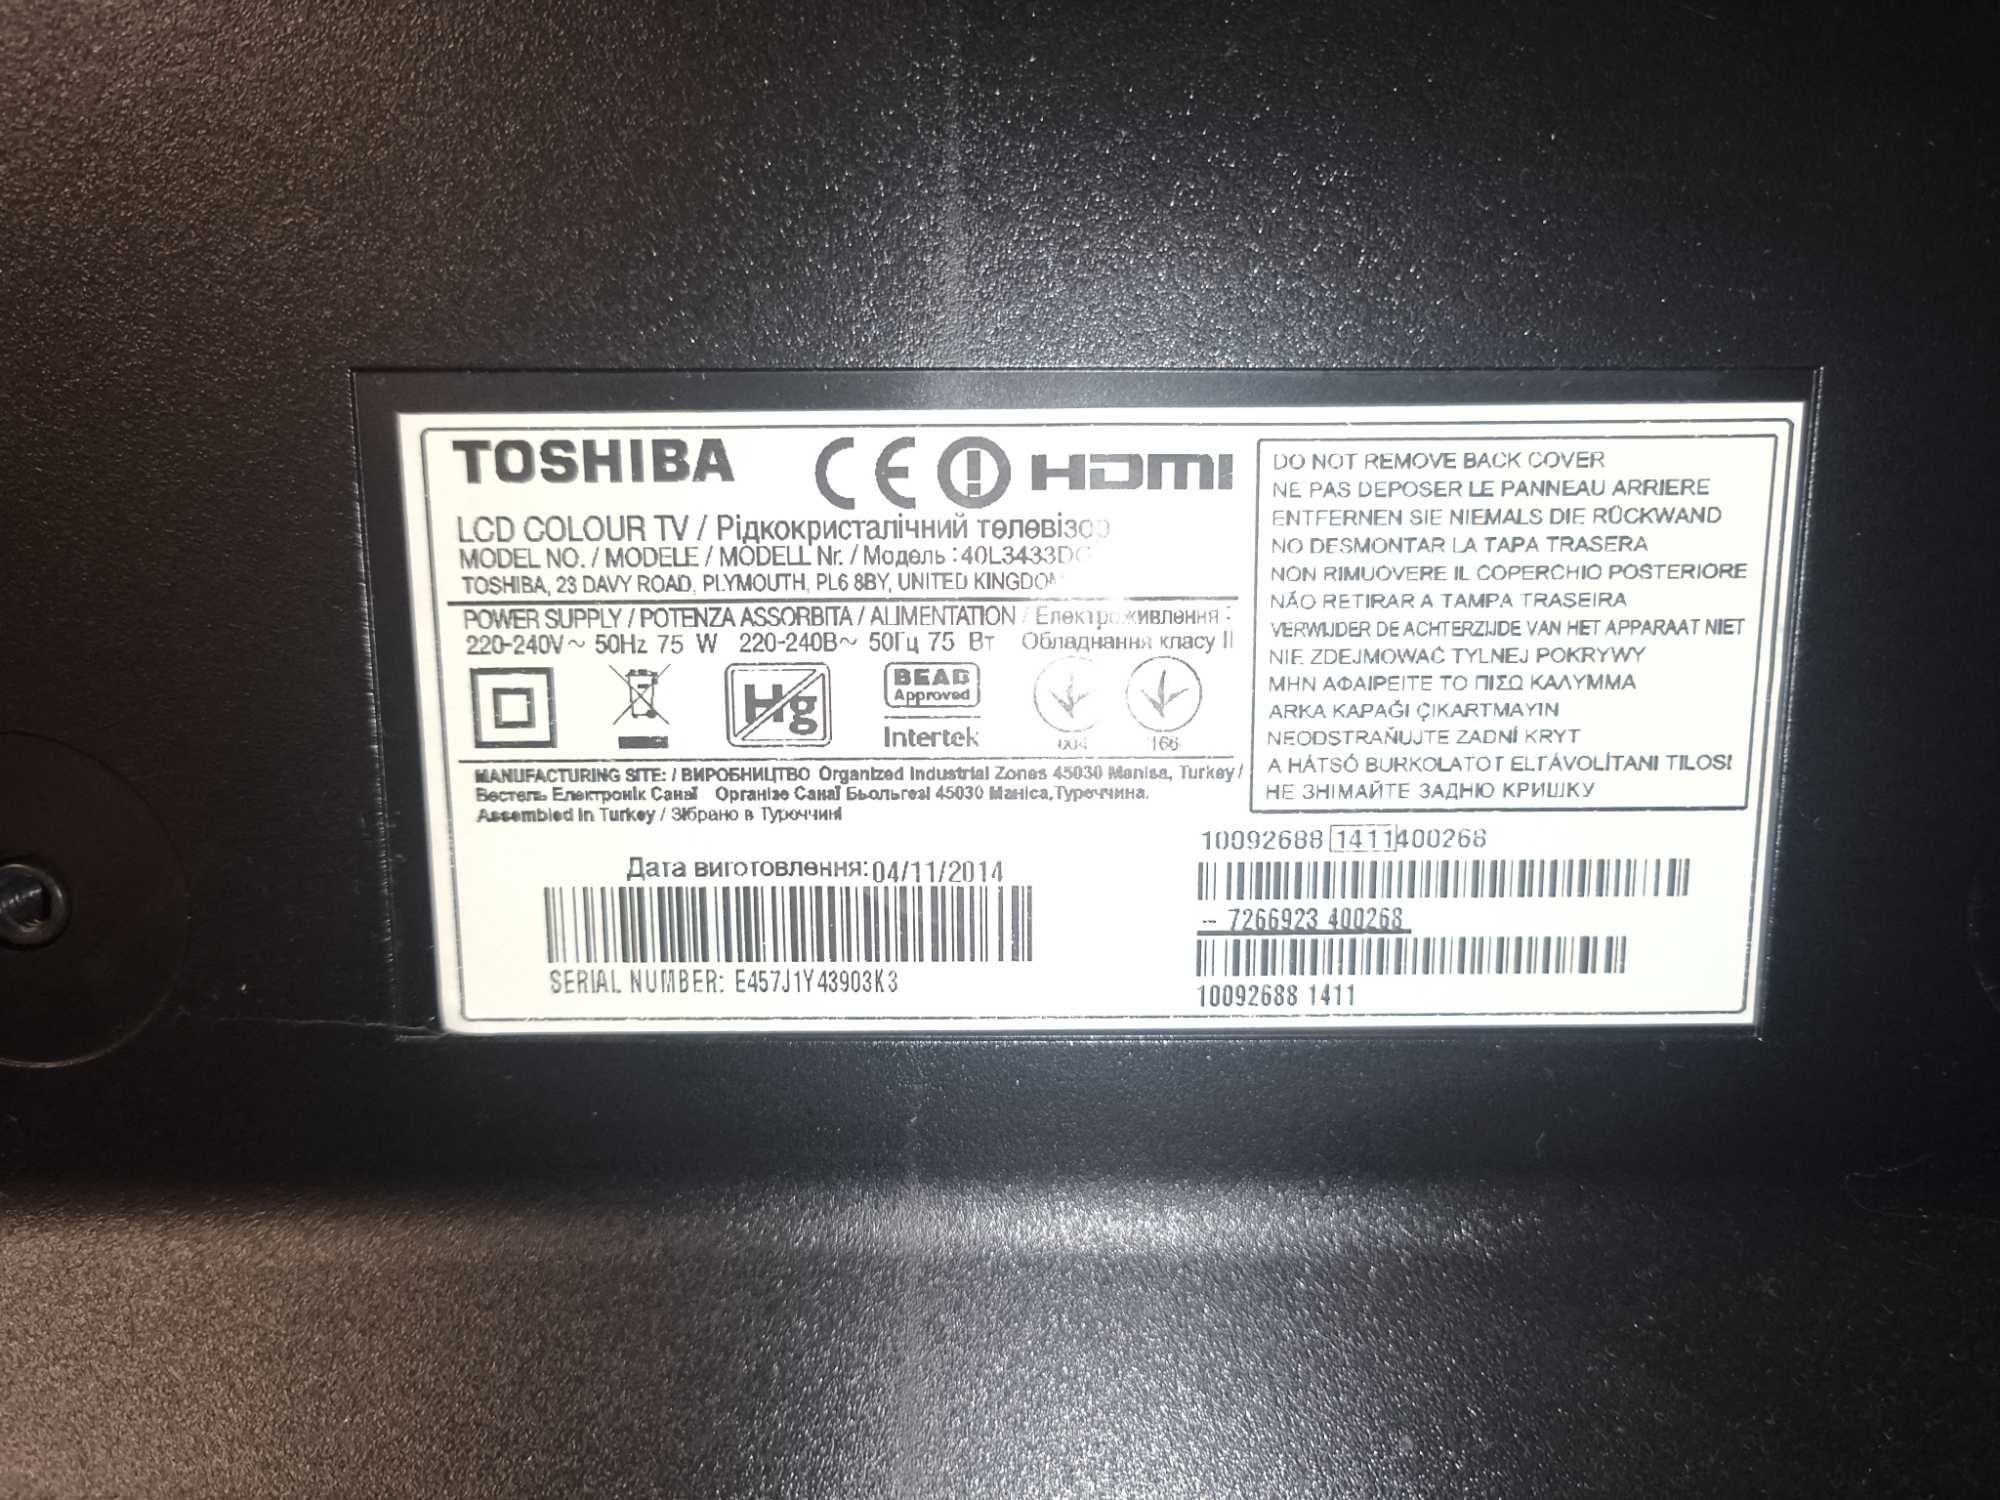 TOSHIBA CE HDMI
LCD COLOUR TV / Рідкокристалічний телевізор
MODEL NO. / MODELE / MODELL Nr. / Модель : 40L3433DG
TOSHIBA, 23 DAVY ROAD, PLYMOUTH, PL6 8BY, UNITED KINGDOM
POWER SUPPLY / POTENZA ASSORBITA / ALIMENTATION / Електроживлення :
220-240V~ 50Hz 75 W 220-240В~ 50Гц 75 Вт Обладнання класу II
Hg
BEAB
Approved
Intertek
004
166
MANUFACTURING SITE: / ВИРОБНИЦТВО Organized Industrial Zones 45030 Manisa, Turkey /
Вестель Електронік Санаї Організе Санаї Бьольгезі 45030 Маніса,Туреччина.
Assembled in Turkey / Зібрано в Туреччині
Дата виготовлення: 04/11/2014
SERIAL NUMBER: E457J1Y43903K3
DO NOT REMOVE BACK COVER
NE PAS DEPOSER LE PANNEAU ARRIERE
ENTFERNEN SIE NIEMALS DIE RÜCKWAND
NO DESMONTAR LA TAPA TRASERA
NON RIMUOVERE IL COPERCHIO POSTERIORE
NÃO RETIRAR A TAMPA TRASEIRA
VERWIJDER DE ACHTERZIJDE VAN HET APPARAAT NIET
NIE ZDEJMOWAĆ TYLNEJ POKRYWY
ΜΗΝ ΑΦΑΙΡΕΙΤΕ ΤΟ ΠΙΣΩ ΚΑΛΥΜΜΑ
ARKA KAPAĞI ÇIKARTMAYIN
NEODSTRAŇUJTE ZADNÍ KRYT
A HÁTSÓ BURKOLATOT ELTÁVOLÍTANI TILOS!
НЕ ЗНІМАЙТЕ ЗАДНЮ КРИШКУ
10092688 1411400268
-- 7266923 400268
10092688 1411